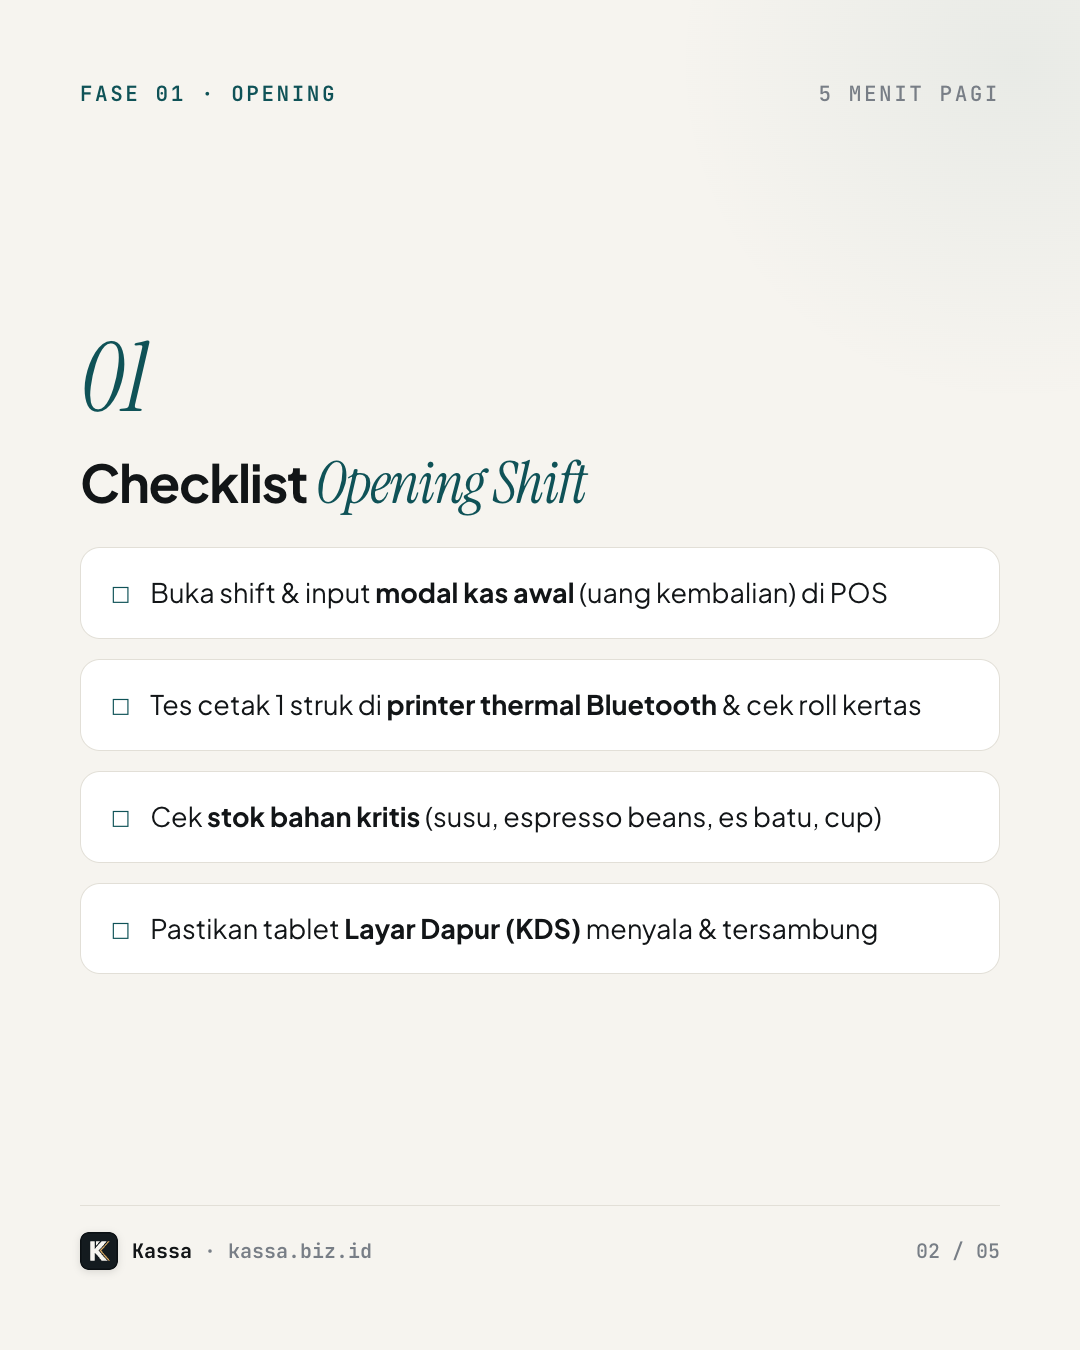 FASE 01 · OPENING
5 MENIT PAGI
01
Checklist Opening Shift
☐ Buka shift & input modal kas awal (uang kembalian) di POS
☐ Tes cetak 1 struk di printer thermal Bluetooth & cek roll kertas
☐ Cek stok bahan kritis (susu, espresso beans, es batu, cup)
☐ Pastikan tablet Layar Dapur (KDS) menyala & tersambung
K Kassa · kassa.biz.id
02 / 05